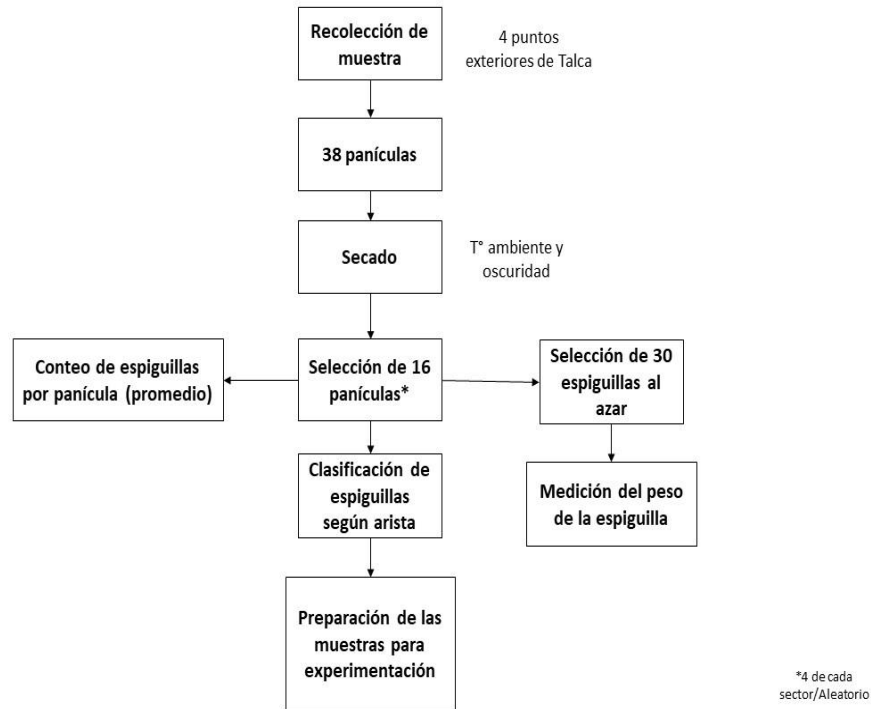 Recolección de
muestra
4 puntos
exteriores de Talca
38 panículas
Secado
T° ambiente y
oscuridad
Conteo de espiguillas
por panícula (promedio)
Selección de 16
panículas*
Selección de 30
espiguillas al
azar
Clasificación de
espiguillas
según arista
Medición del peso
de la espiguilla
Preparación de las
muestras para
experimentación
*4 de cada
sector/Aleatorio